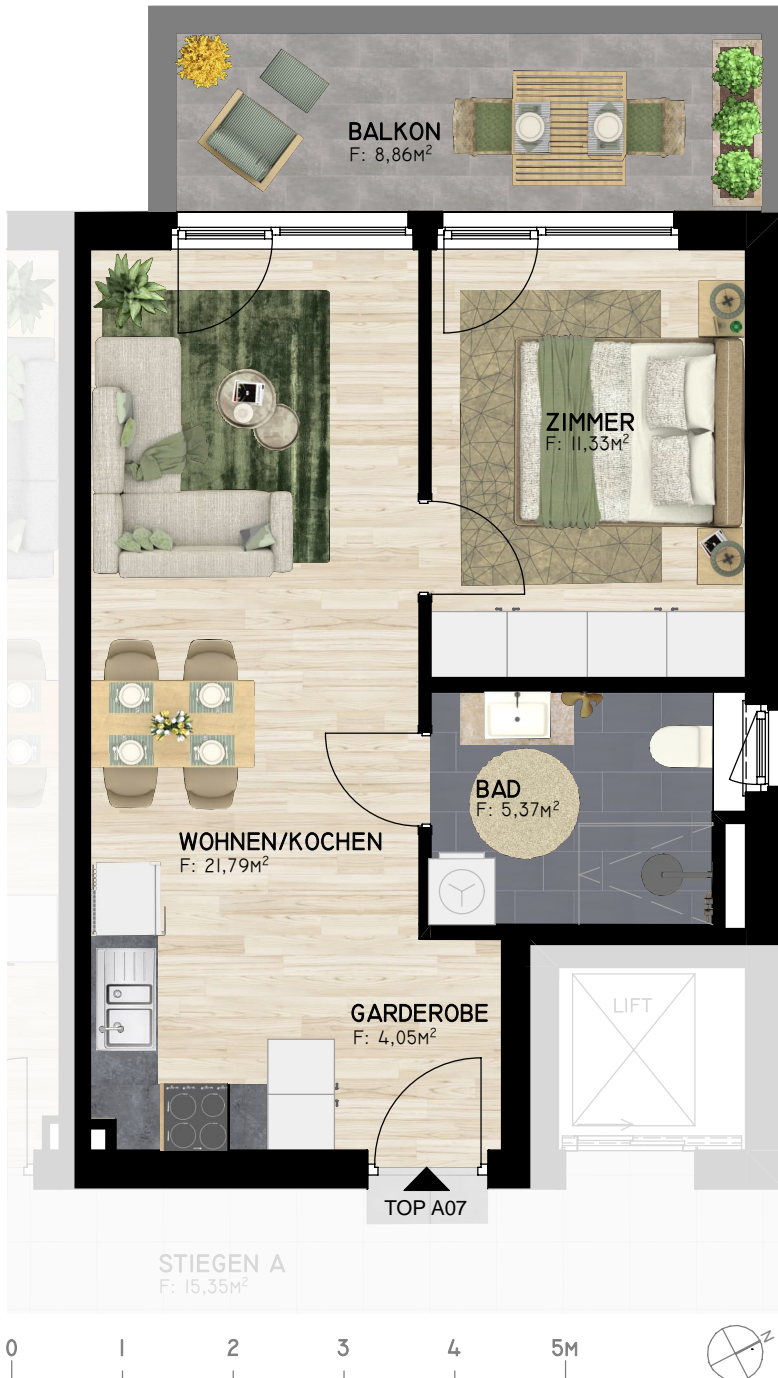 BALKON
F: 8,86M²
ZIMMER
F: 11,33M²
BAD
F: 5,37M²
WOHNEN/KOCHEN
F: 21,79M²
GARDEROBE
F: 4,05M²
LIFT
TOP A07
STIEGEN A
F: 15,35M²
0 1 2 3 4 5M
N